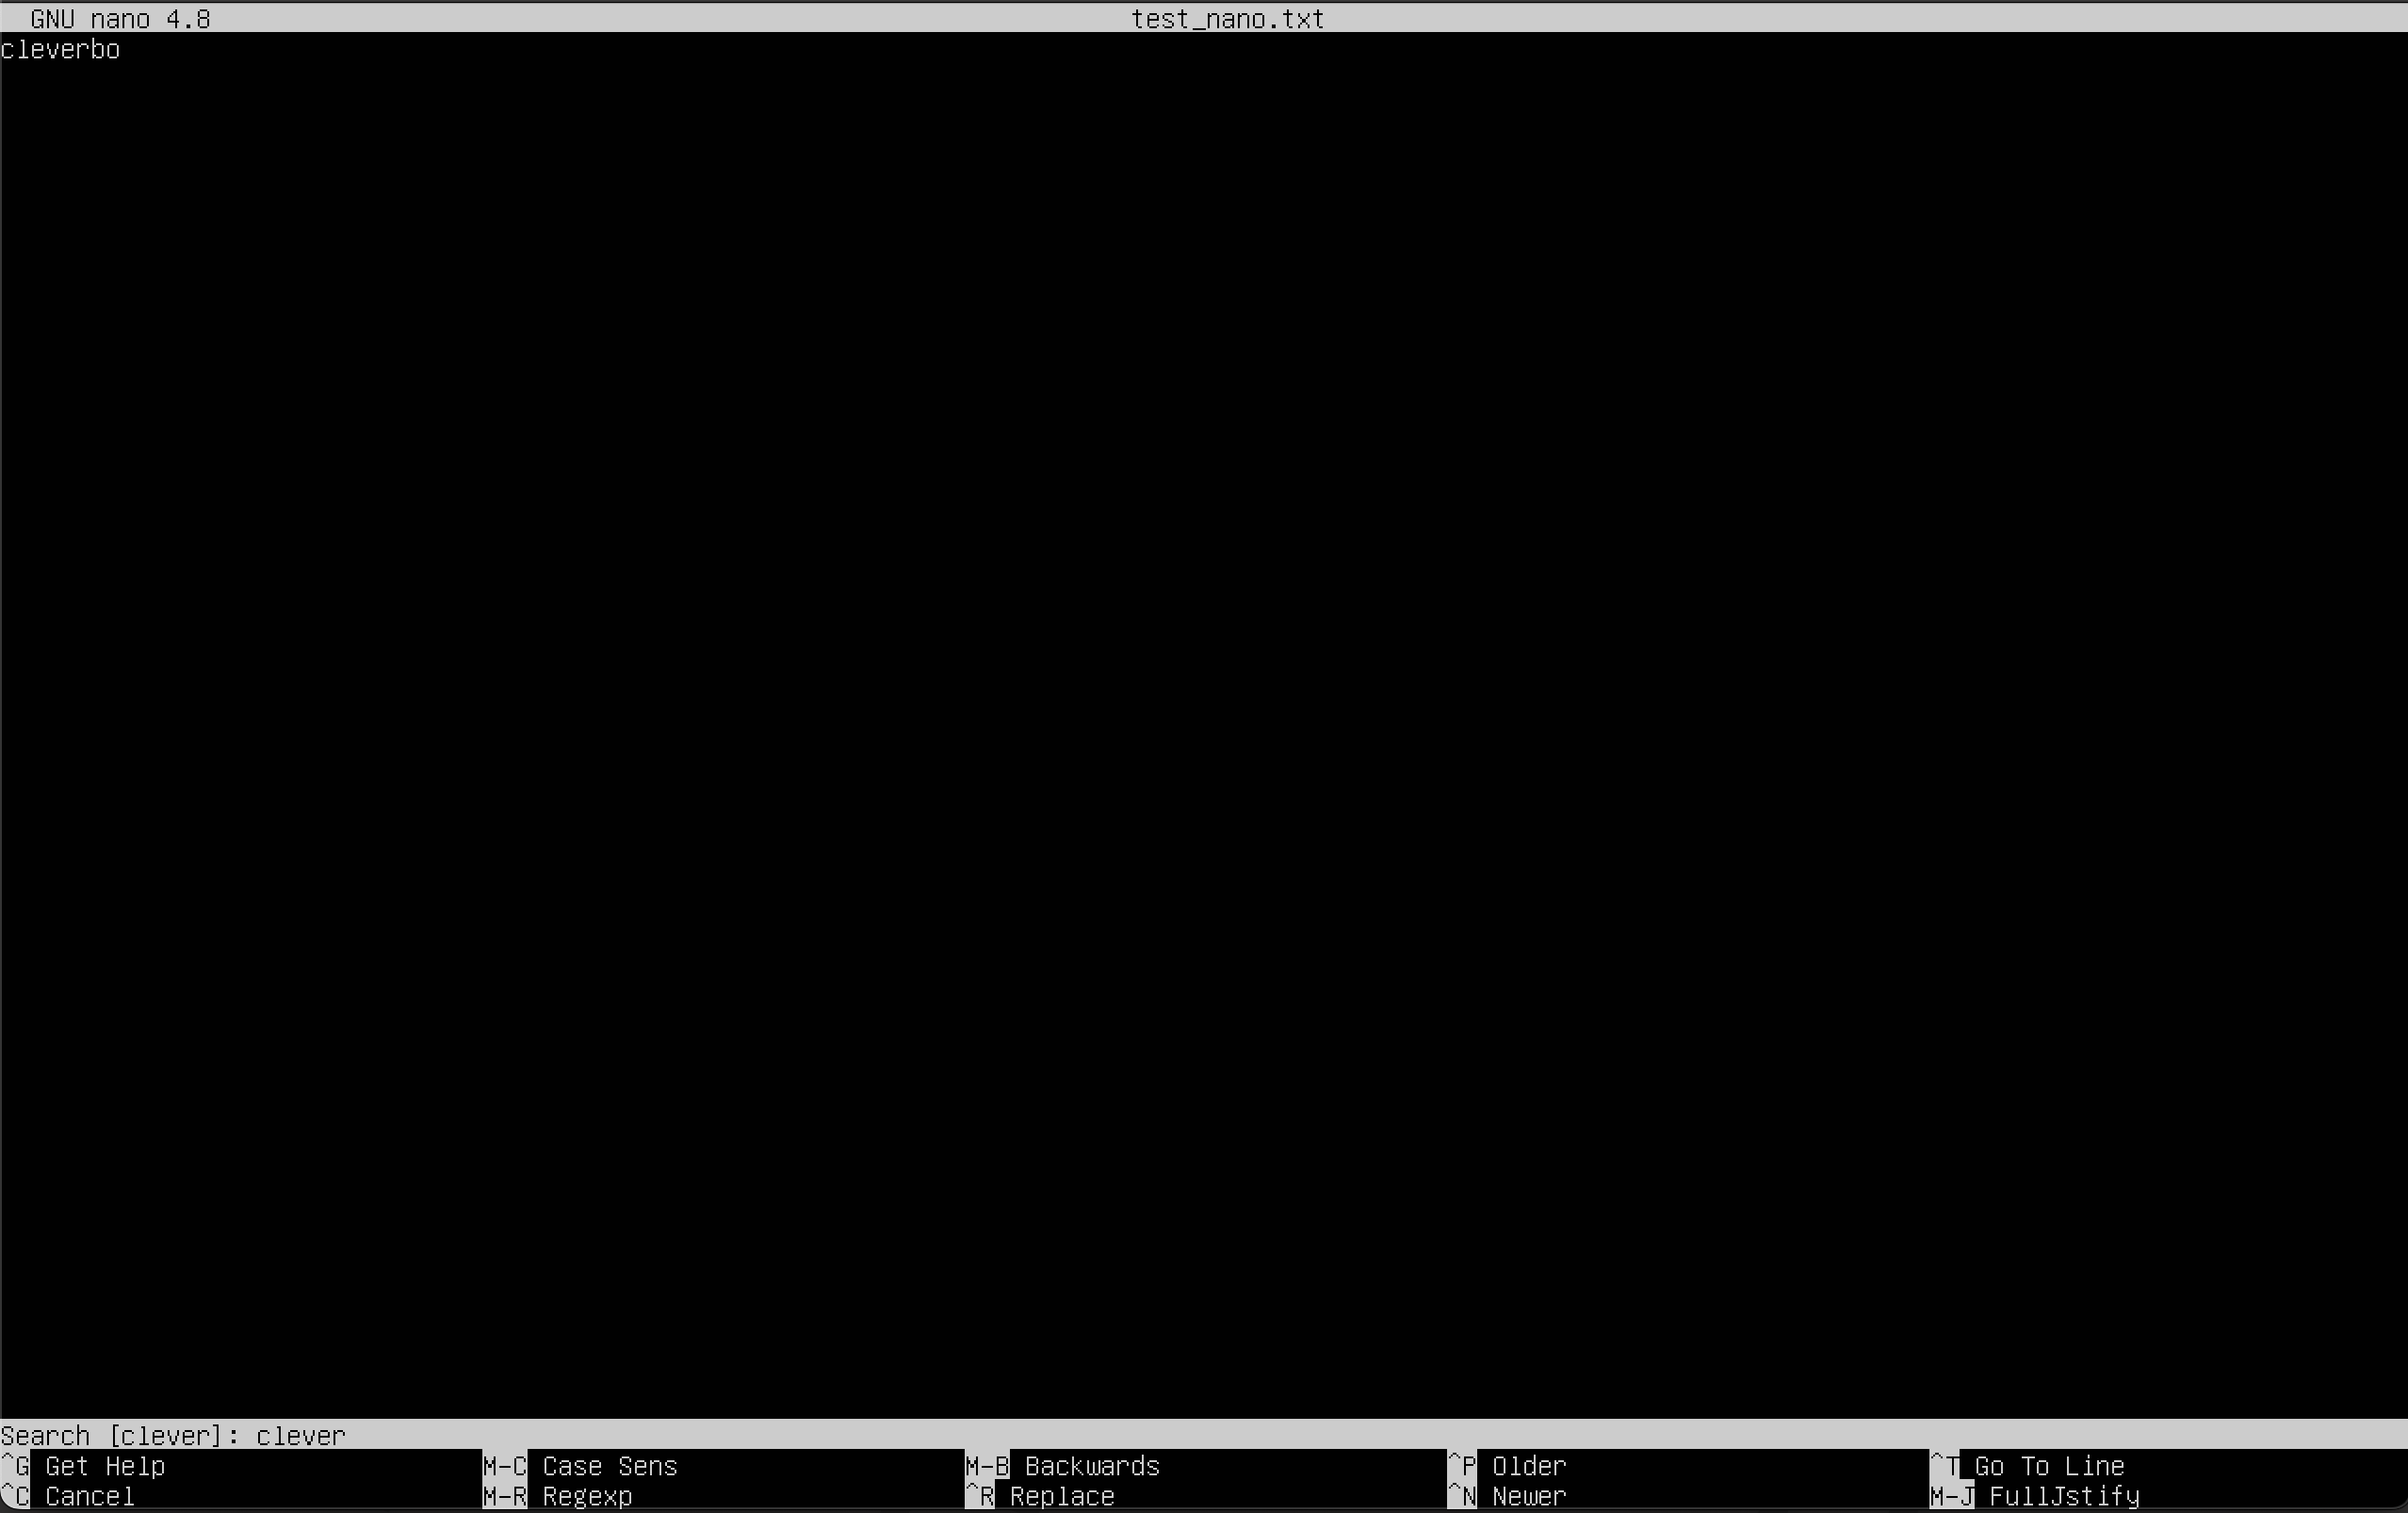 GNU nano 4.8 test_nano.txt
cleverbo
Search [clever]: clever
^G Get Help M-C Case Sens M-B Backwards ^P Older ^T Go To Line
^C Cancel M-R Regexp ^R Replace ^N Newer M-J FullJstify